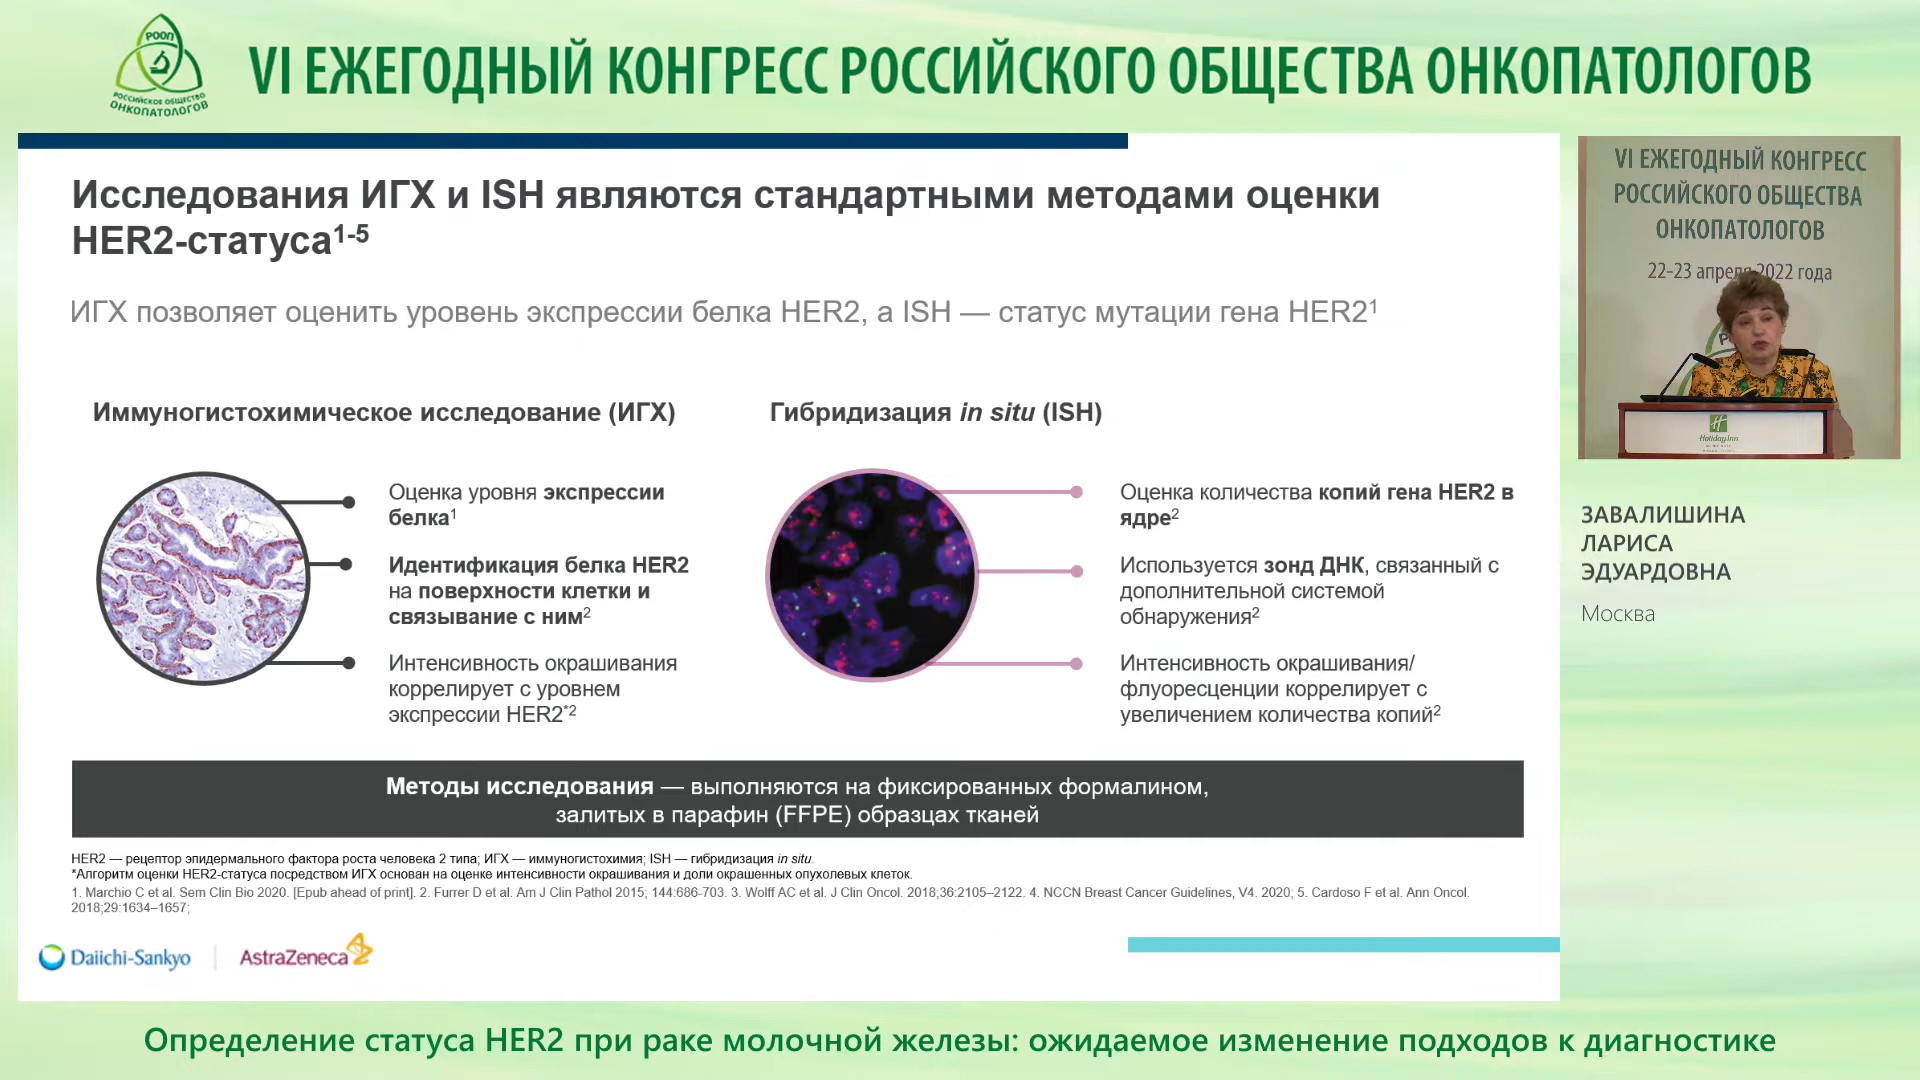 РООП
РОССИЙСКОЕ ОБЩЕСТВО
ОНКОПАТОЛОГОВ
VI ЕЖЕГОДНЫЙ КОНГРЕСС РОССИЙСКОГО ОБЩЕСТВА ОНКОПАТОЛОГОВ
Исследования ИГХ и ISH являются стандартными методами оценки
HER2-статуса1-5
ИГХ позволяет оценить уровень экспрессии белка HER2, а ISH — статус мутации гена HER2¹
Иммуногистохимическое исследование (ИГХ)
Оценка уровня экспрессии
белка¹
Идентификация белка HER2
на поверхности клетки и
связывание с ним²
Интенсивность окрашивания
коррелирует с уровнем
экспрессии HER2*²
Гибридизация in situ (ISH)
Оценка количества копий гена HER2 в
ядре²
Используется зонд ДНК, связанный с
дополнительной системой
обнаружения²
Интенсивность окрашивания/
флуоресценции коррелирует с
увеличением количества копий²
Методы исследования — выполняются на фиксированных формалином,
залитых в парафин (FFPE) образцах тканей
HER2 — рецептор эпидермального фактора роста человека 2 типа; ИГХ — иммуногистохимия; ISH — гибридизация in situ.
*Алгоритм оценки HER2-статуса посредством ИГХ основан на оценке интенсивности окрашивания и доли окрашенных опухолевых клеток.
1. Marchio C et al. Sem Clin Bio 2020. [Epub ahead of print]. 2. Furrer D et al. Am J Clin Pathol 2015; 144:686-703. 3. Wolff AC et al. J Clin Oncol. 2018;36:2105–2122. 4. NCCN Breast Cancer Guidelines, V4. 2020; 5. Cardoso F et al. Ann Oncol.
2018;29:1634–1657;
Daiichi-Sankyo
AstraZeneca
VI ЕЖЕГОДНЫЙ КОНГРЕСС
РОССИЙСКОГО ОБЩЕСТВА
ОНКОПАТОЛОГОВ
22-23 апреля 2022 года
Holiday Inn
ЗАВАЛИШИНА
ЛАРИСА
ЭДУАРДОВНА
Москва
Определение статуса HER2 при раке молочной железы: ожидаемое изменение подходов к диагностике